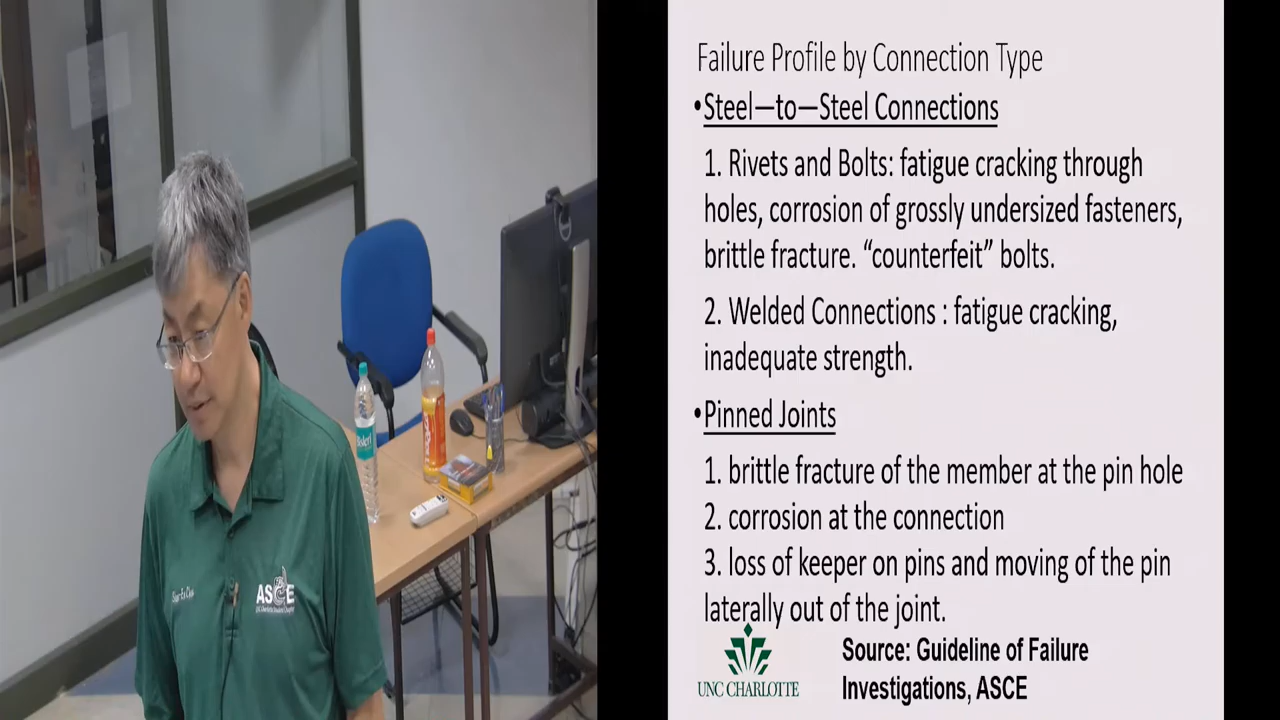 Failure Profile by Connection Type
•Steel—to—Steel Connections
1. Rivets and Bolts: fatigue cracking through
holes, corrosion of grossly undersized fasteners,
brittle fracture. “counterfeit” bolts.
2. Welded Connections : fatigue cracking,
inadequate strength.
•Pinned Joints
1. brittle fracture of the member at the pin hole
2. corrosion at the connection
3. loss of keeper on pins and moving of the pin
laterally out of the joint.
UNC CHARLOTTE
Source: Guideline of Failure
Investigations, ASCE
ASCE
Bisleri